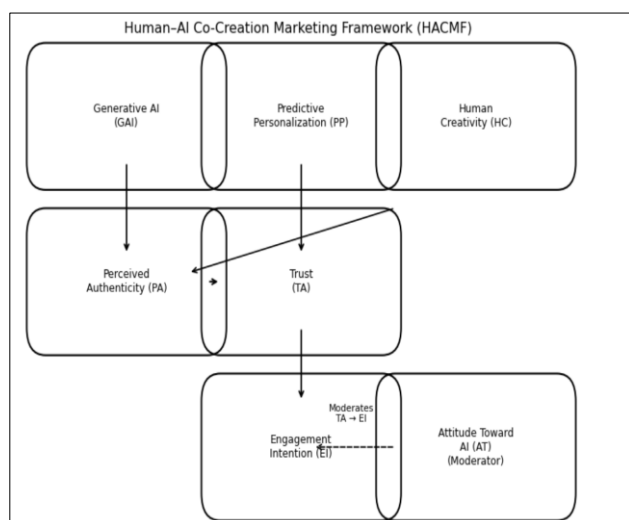 Human–AI Co-Creation Marketing Framework (HACMF)
Generative AI
(GAI)
Predictive
Personalization (PP)
Human
Creativity (HC)
Perceived
Authenticity (PA)
Trust
(TA)
Moderates
TA → EI
Engagement
Intention (EI)
Attitude Toward
AI (AT)
(Moderator)